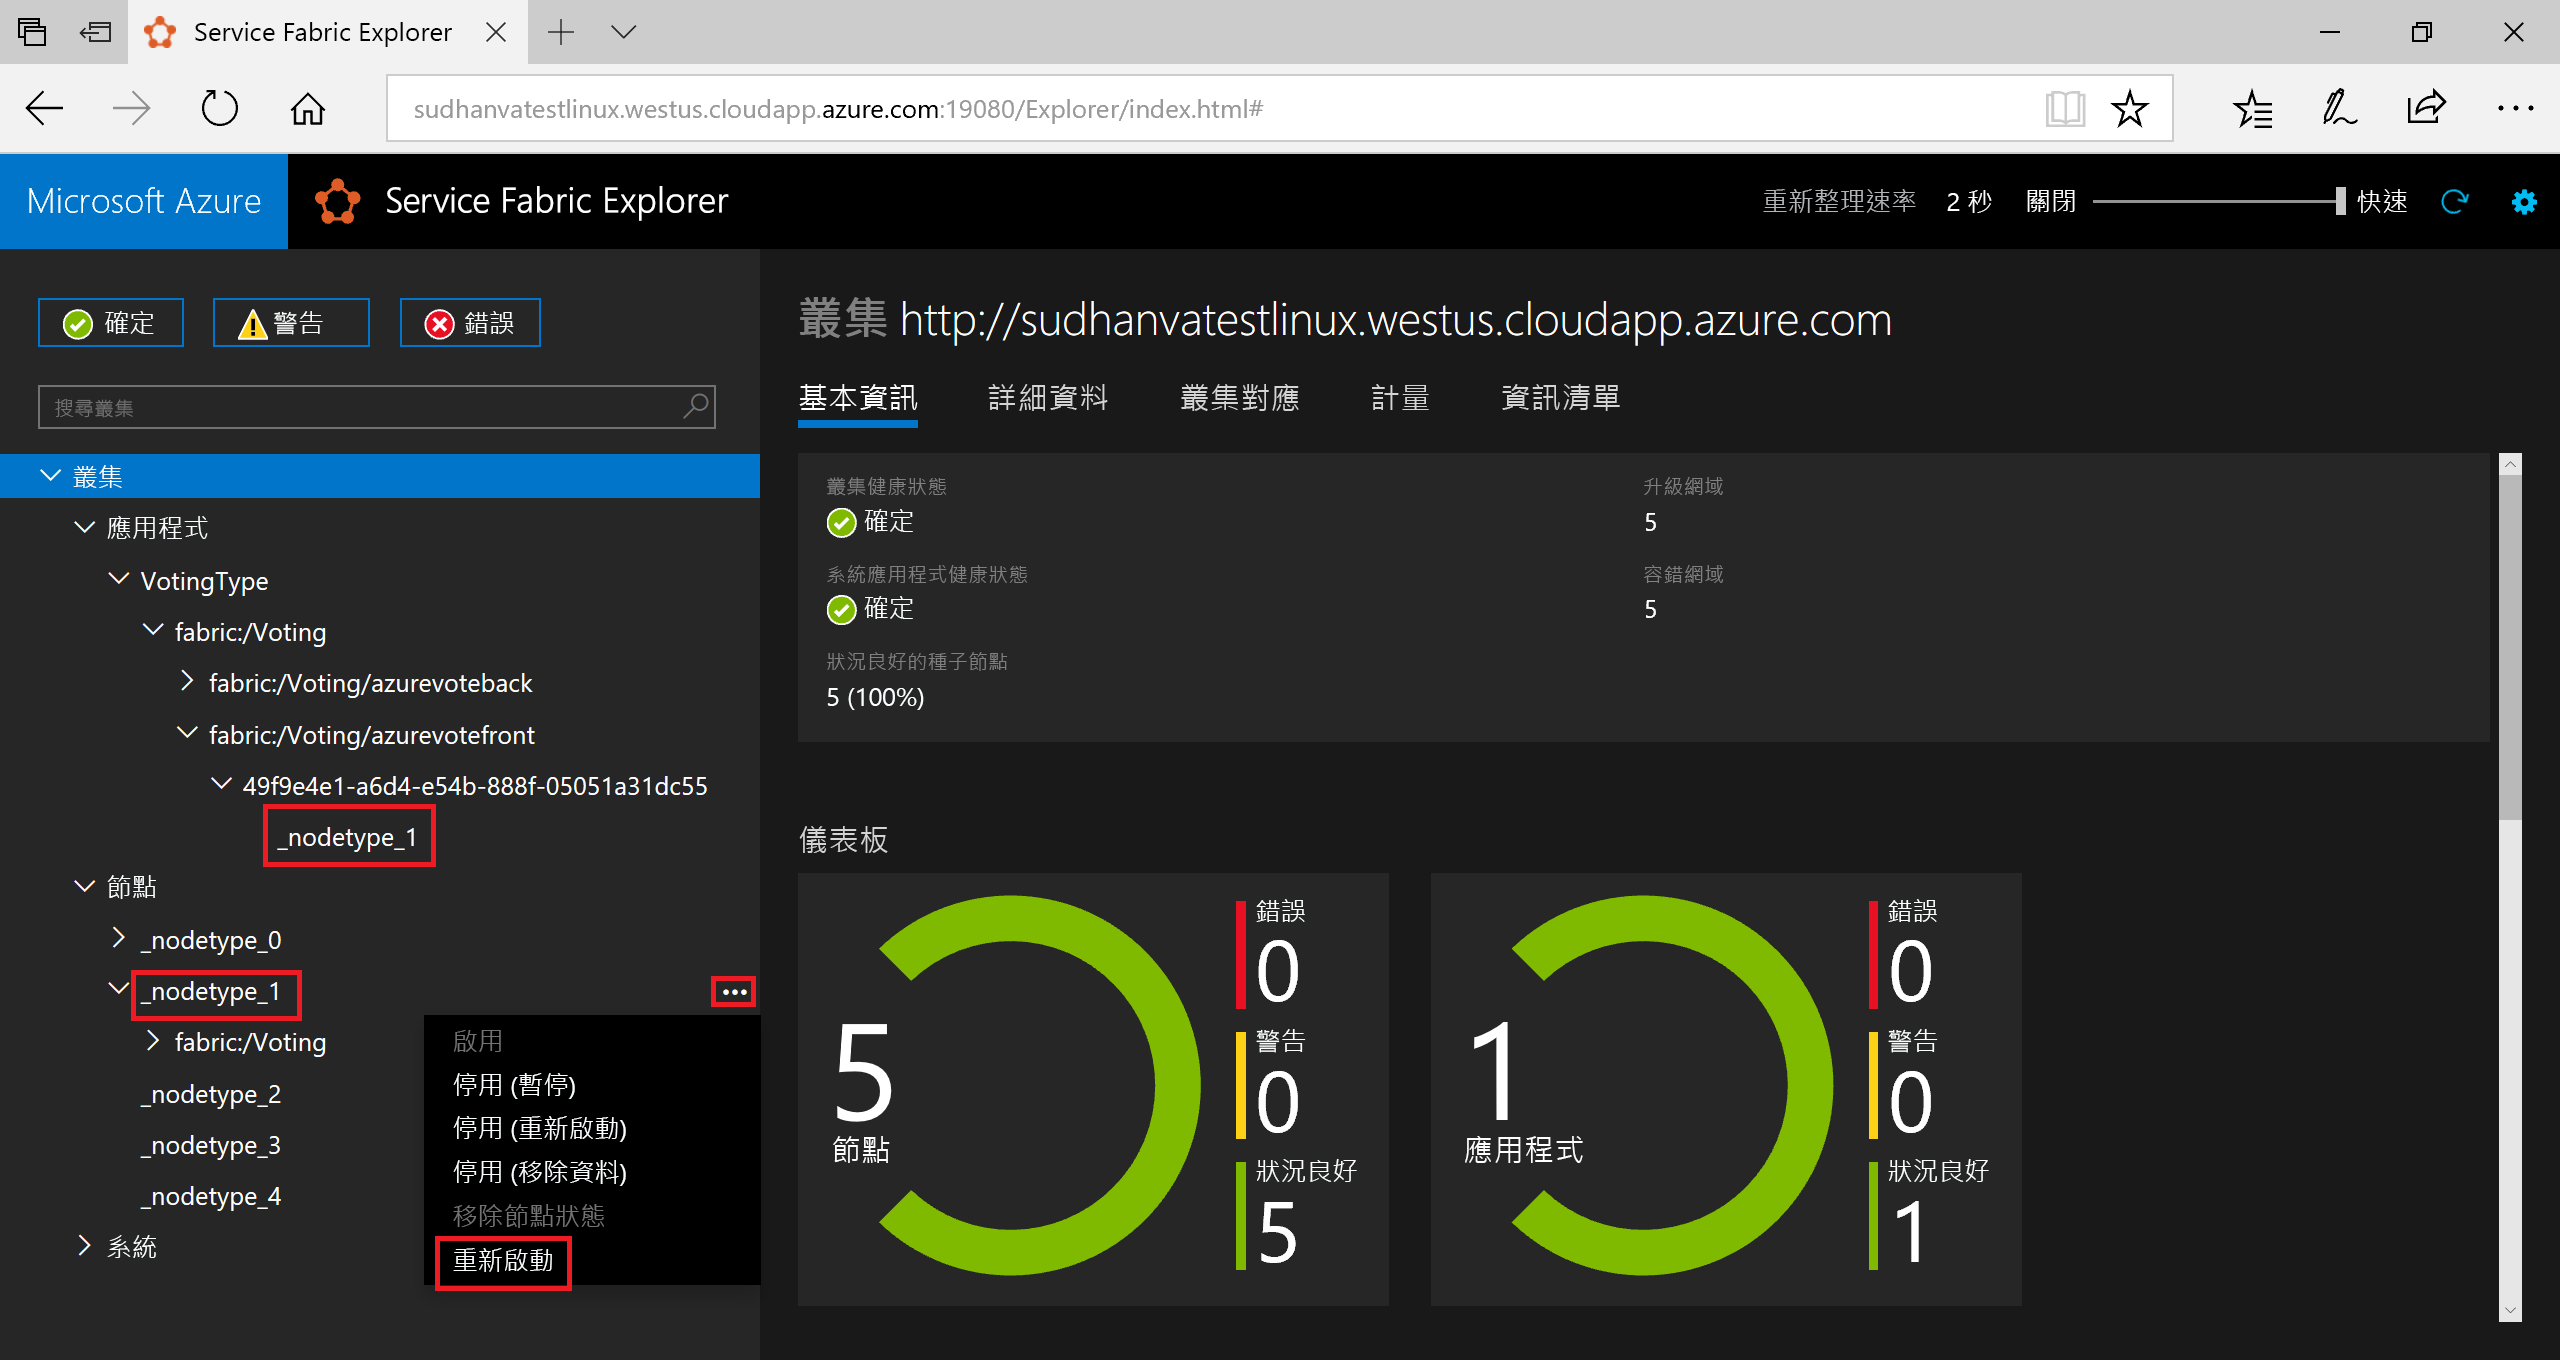 Service Fabric Explorer
sudhanvatestlinux.westus.cloudapp.azure.com:19080/Explorer/index.html#
Microsoft Azure
Service Fabric Explorer
重新整理速率 2 秒 關閉 快速
確定 警告 錯誤
搜尋叢集
叢集
應用程式
VotingType
fabric:/Voting
fabric:/Voting/azurevoteback
fabric:/Voting/azurevotefront
49f9e4e1-a6d4-e54b-888f-05051a31dc55
_nodetype_1
節點
_nodetype_0
_nodetype_1
fabric:/Voting
_nodetype_2
_nodetype_3
_nodetype_4
系統
啟用
停用 (暫停)
停用 (重新啟動)
停用 (移除資料)
移除節點狀態
重新啟動
叢集 http://sudhanvatestlinux.westus.cloudapp.azure.com
基本資訊 詳細資料 叢集對應 計量 資訊清單
叢集健康狀態
確定
系統應用程式健康狀態
確定
狀況良好的種子節點
5 (100%)
升級網域
5
容錯網域
5
儀表板
5
節點
錯誤
0
警告
0
狀況良好
5
1
應用程式
錯誤
0
警告
0
狀況良好
1